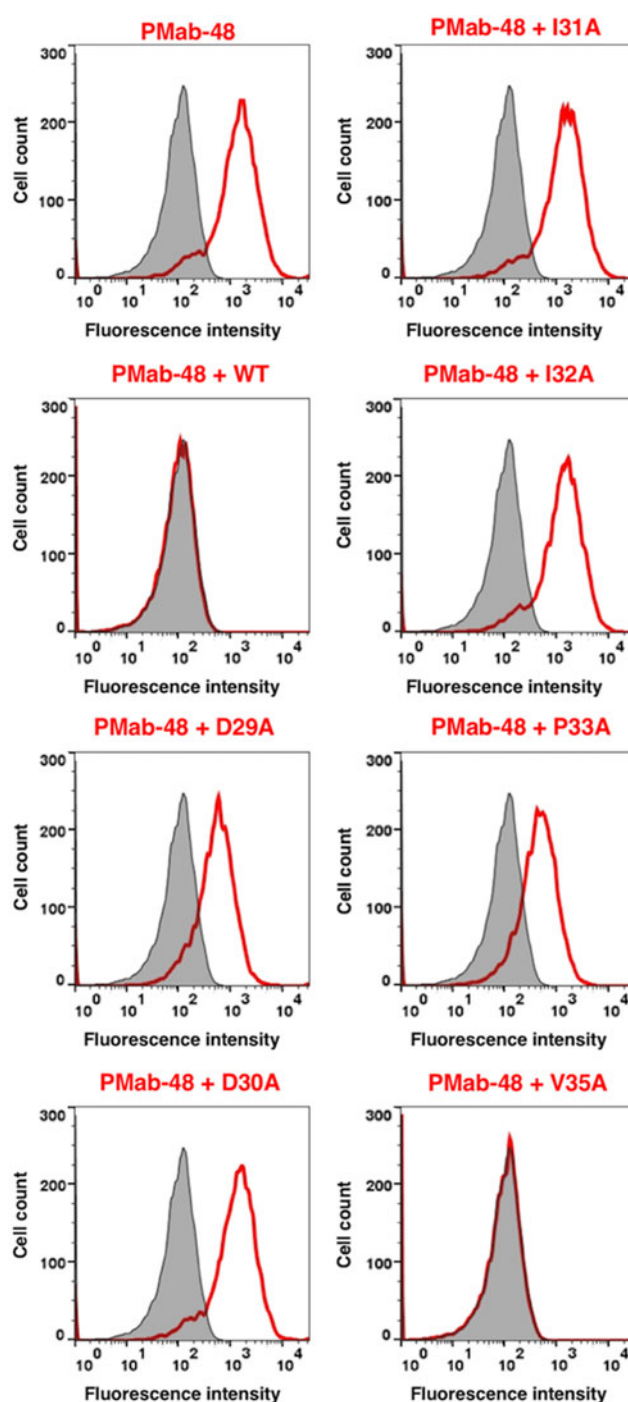 PMab-48
300
200
100
0
Cell count
10^0 10^1 10^2 10^3 10^4
Fluorescence intensity
PMab-48 + I31A
300
200
100
0
Cell count
10^0 10^1 10^2 10^3 10^4
Fluorescence intensity
PMab-48 + WT
300
200
100
0
Cell count
10^0 10^1 10^2 10^3 10^4
Fluorescence intensity
PMab-48 + I32A
300
200
100
0
Cell count
10^0 10^1 10^2 10^3 10^4
Fluorescence intensity
PMab-48 + D29A
300
200
100
0
Cell count
10^0 10^1 10^2 10^3 10^4
Fluorescence intensity
PMab-48 + P33A
300
200
100
0
Cell count
10^0 10^1 10^2 10^3 10^4
Fluorescence intensity
PMab-48 + D30A
300
200
100
0
Cell count
10^0 10^1 10^2 10^3 10^4
Fluorescence intensity
PMab-48 + V35A
300
200
100
0
Cell count
10^0 10^1 10^2 10^3 10^4
Fluorescence intensity